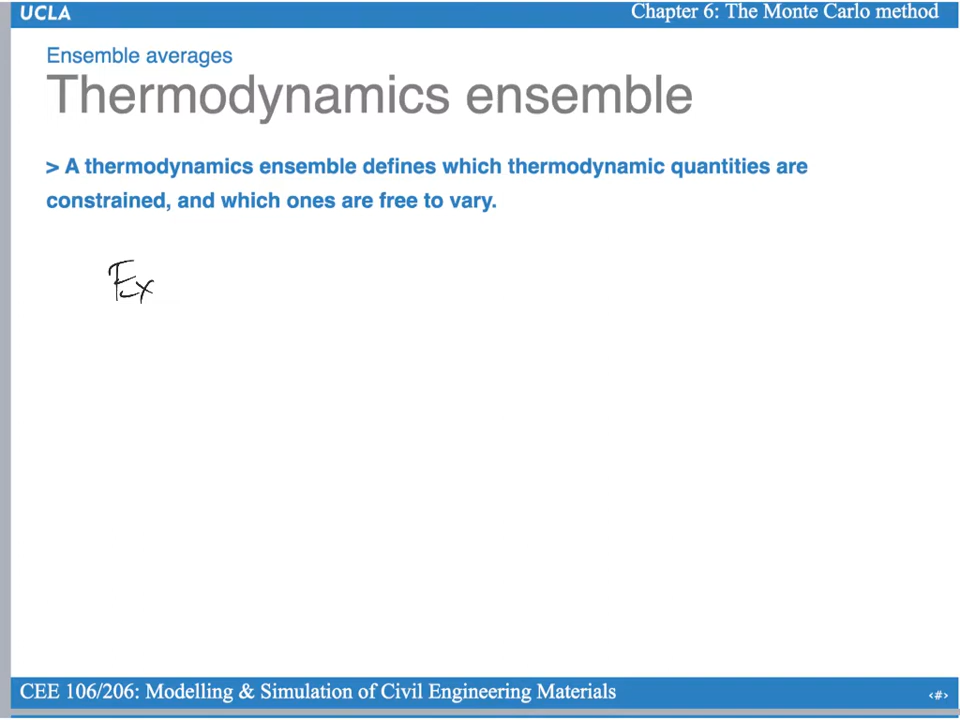 UCLA
Chapter 6: The Monte Carlo method
Ensemble averages
Thermodynamics ensemble
> A thermodynamics ensemble defines which thermodynamic quantities are
constrained, and which ones are free to vary.
Ex
CEE 106/206: Modelling & Simulation of Civil Engineering Materials
‹#›